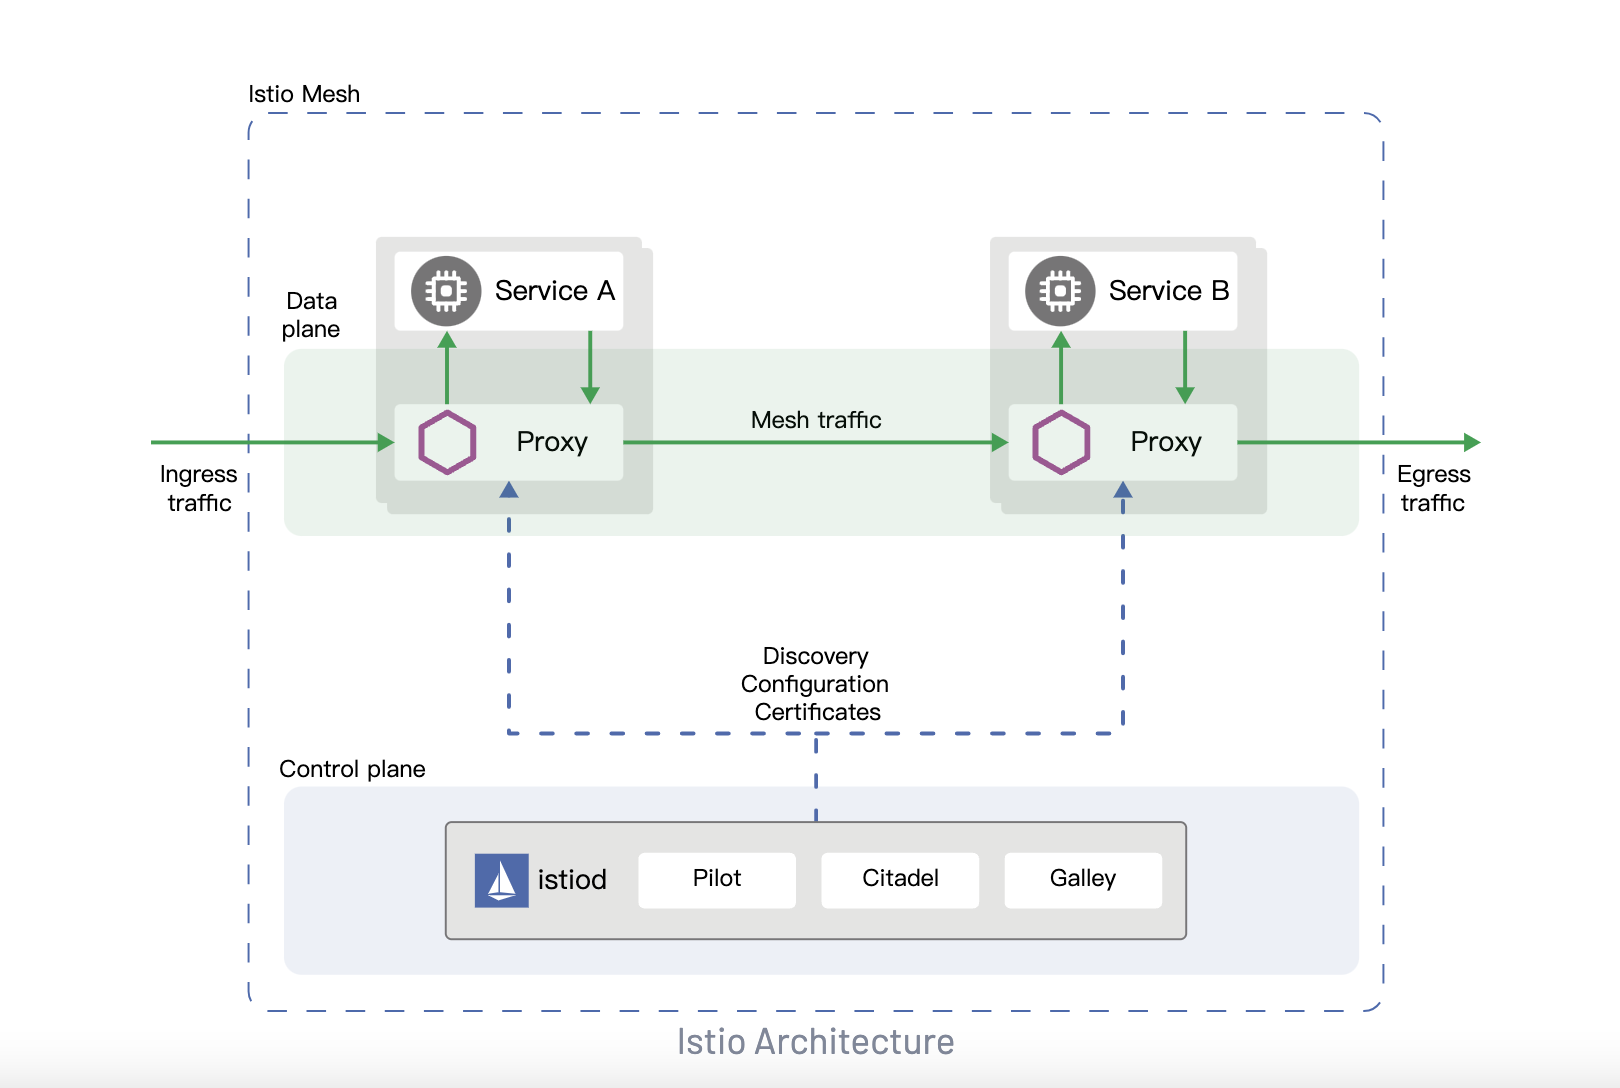 Istio Mesh
Service A
Service B
Data
plane
Mesh traffic
Proxy
Proxy
Ingress
traffic
Egress
traffic
Discovery
Configuration
Certificates
Control plane
istiod
Pilot
Citadel
Galley
Istio Architecture